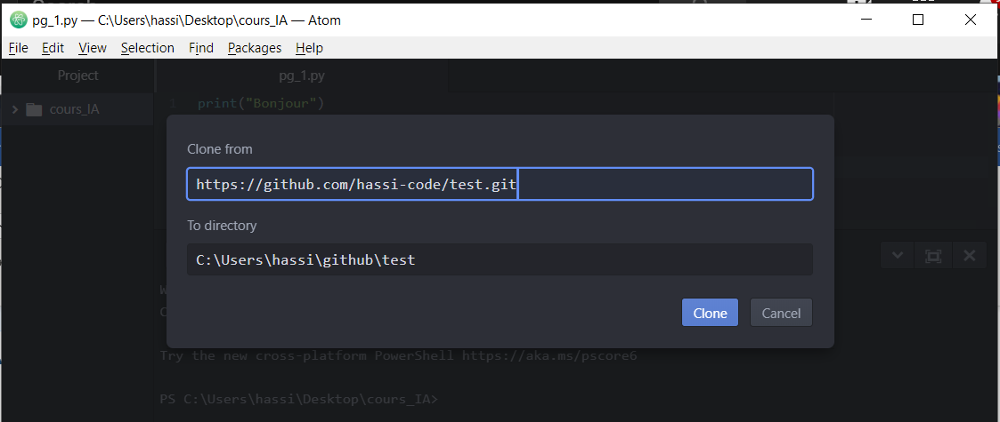 pg_1.py — C:\Users\hassi\Desktop\cours_IA — Atom
File Edit View Selection Find Packages Help
Project pg_1.py
cours_IA
1 print("Bonjour")
Clone from
https://github.com/hassi-code/test.git
To directory
C:\Users\hassi\github\test
Clone Cancel
Try the new cross-platform PowerShell https://aka.ms/pscore6
PS C:\Users\hassi\Desktop\cours_IA>